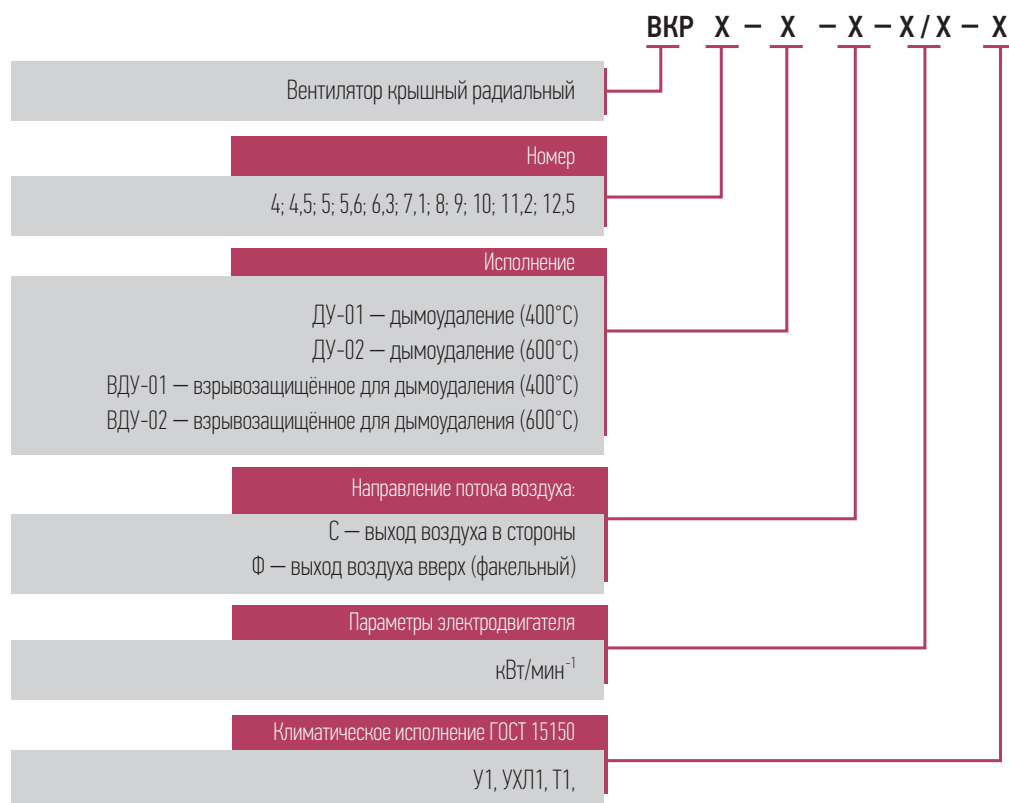 ВКР X – X – X – X / X – X
Вентилятор крышный радиальный
Номер
4; 4,5; 5; 5,6; 6,3; 7,1; 8; 9; 10; 11,2; 12,5
Исполнение
ДУ-01 — дымоудаление (400°С)
ДУ-02 — дымоудаление (600°С)
ВДУ-01 — взрывозащищённое для дымоудаления (400°С)
ВДУ-02 — взрывозащищённое для дымоудаления (600°С)
Направление потока воздуха:
С — выход воздуха в стороны
Ф — выход воздуха вверх (факельный)
Параметры электродвигателя
кВт/мин⁻¹
Климатическое исполнение ГОСТ 15150
У1, УХЛ1, Т1,